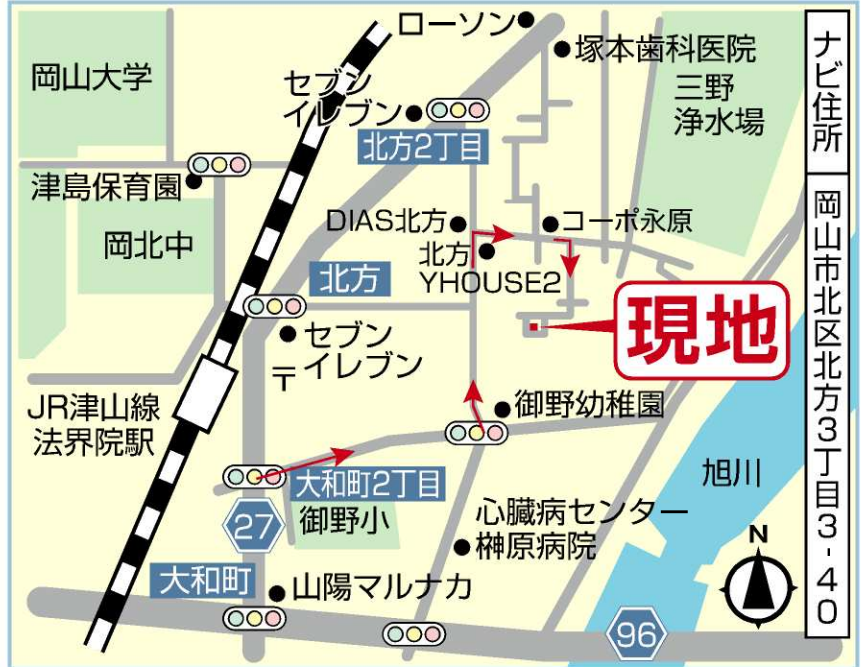 ローソン
塚本歯科医院
岡山大学
セブン
イレブン
三野
浄水場
北方2丁目
津島保育園
岡北中
DIAS北方
コーポ永原
北方
YHOUSE2
北方
現地
セブン
イレブン
〒
JR津山線
法界院駅
御野幼稚園
大和町2丁目
旭川
27
御野小
心臓病センター
榊原病院
N
大和町
山陽マルナカ
96
ナビ住所
岡山市北区北方3丁目3-40